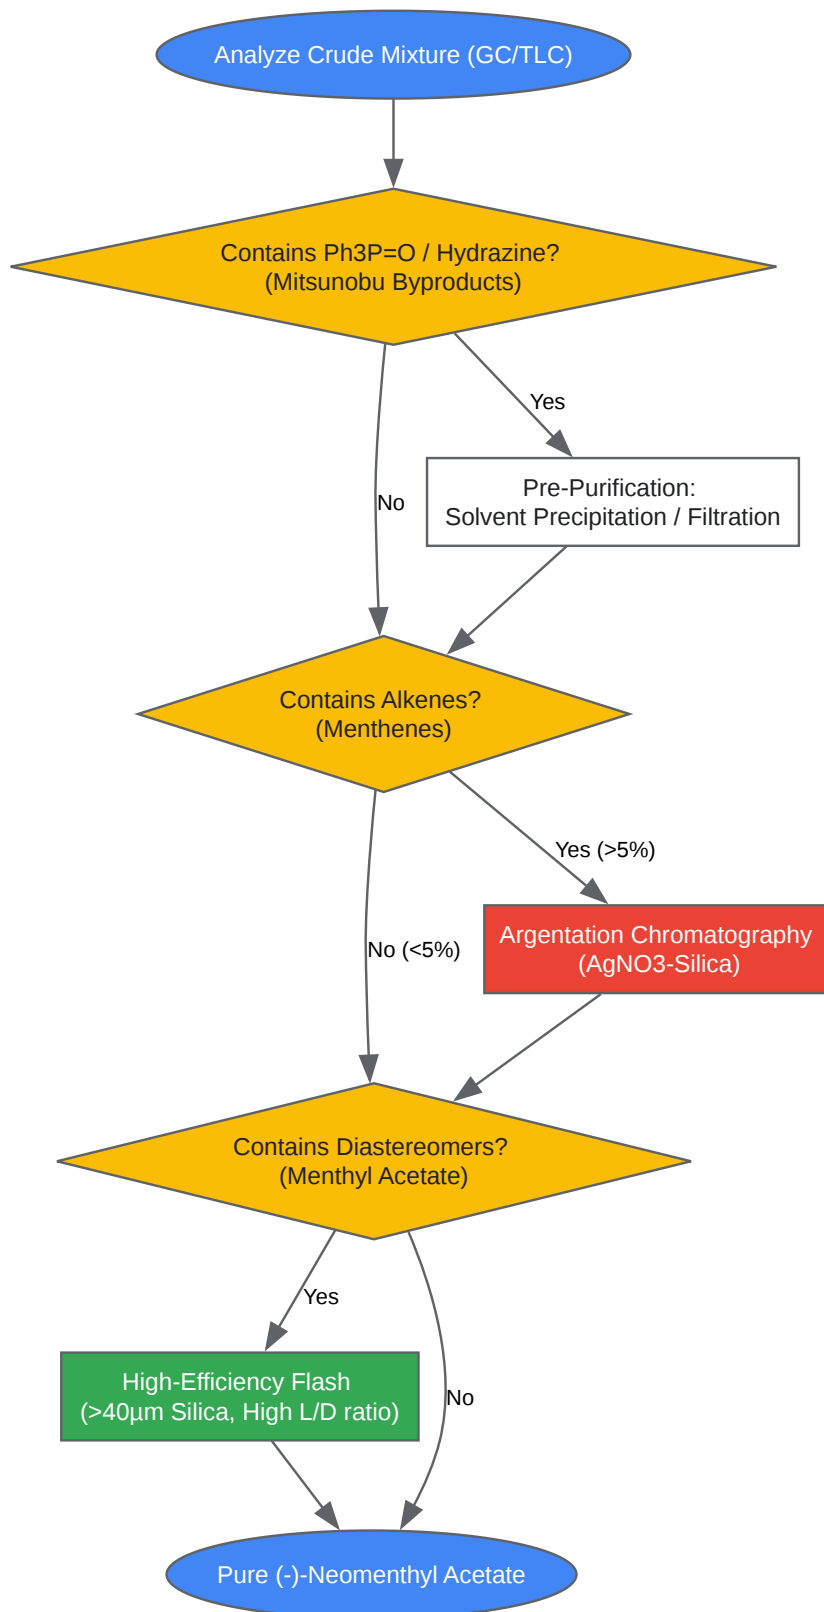 Analyze Crude Mixture (GC/TLC)
Contains Ph3P=O / Hydrazine?
(Mitsunobu Byproducts)
Yes
No
Pre-Purification:
Solvent Precipitation / Filtration
Contains Alkenes?
(Menthenes)
Yes (>5%)
No (<5%)
Argentation Chromatography
(AgNO3-Silica)
Contains Diastereomers?
(Menthyl Acetate)
Yes
No
High-Efficiency Flash
(>40µm Silica, High L/D ratio)
Pure (-)-Neomenthyl Acetate